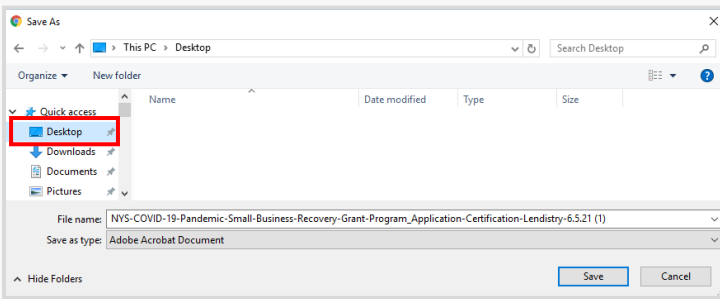 Save As
This PC > Desktop
Search Desktop
Organize
New folder
Name
Date modified
Type
Size
Quick access
Desktop
Downloads
Documents
Pictures
File name: NYS-COVID-19-Pandemic-Small-Business-Recovery-Grant-Program_Application-Certification-Lendistry-6.5.21 (1)
Save as type: Adobe Acrobat Document
Hide Folders
Save
Cancel